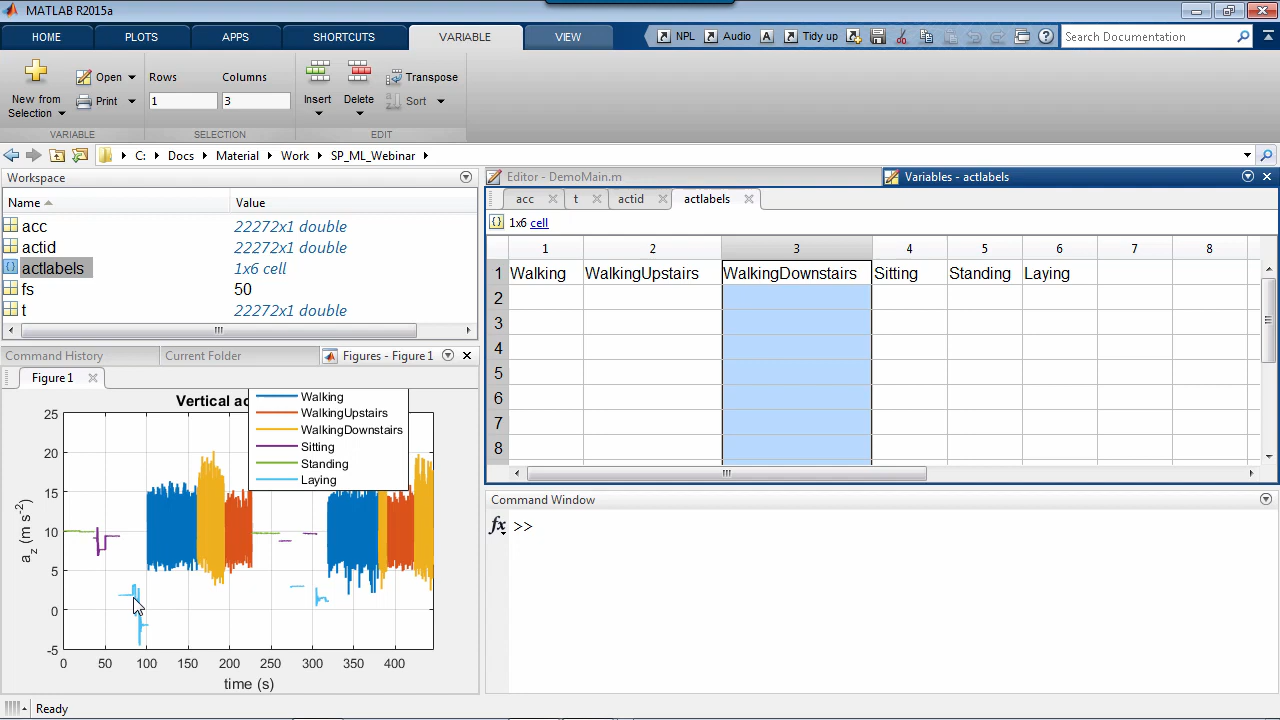 MATLAB R2015a
HOME PLOTS APPS SHORTCUTS VARIABLE VIEW NPL Audio A Tidy up Search Documentation
New from
Selection
Open
Print
Rows Columns
1 3
Insert Delete
Transpose
Sort
VARIABLE SELECTION EDIT
C: Docs Material Work SP_ML_Webinar
Workspace
Name Value
acc 22272x1 double
actid 22272x1 double
actlabels 1x6 cell
fs 50
t 22272x1 double
Command History Current Folder Figures - Figure 1
Figure 1
Vertical ac
Walking
WalkingUpstairs
WalkingDownstairs
Sitting
Standing
Laying
25
20
15
10
5
0
-5
a_z (m s^-2)
0 50 100 150 200 250 300 350 400
time (s)
Editor - DemoMain.m Variables - actlabels
acc t actid actlabels
{} 1x6 cell
1 2 3 4 5 6 7 8
1 Walking WalkingUpstairs WalkingDownstairs Sitting Standing Laying
2
3
4
5
6
7
8
Command Window
fx >>
Ready